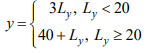 y = { 3L_y, L_y < 20
40 + L_y, L_y ≥ 20